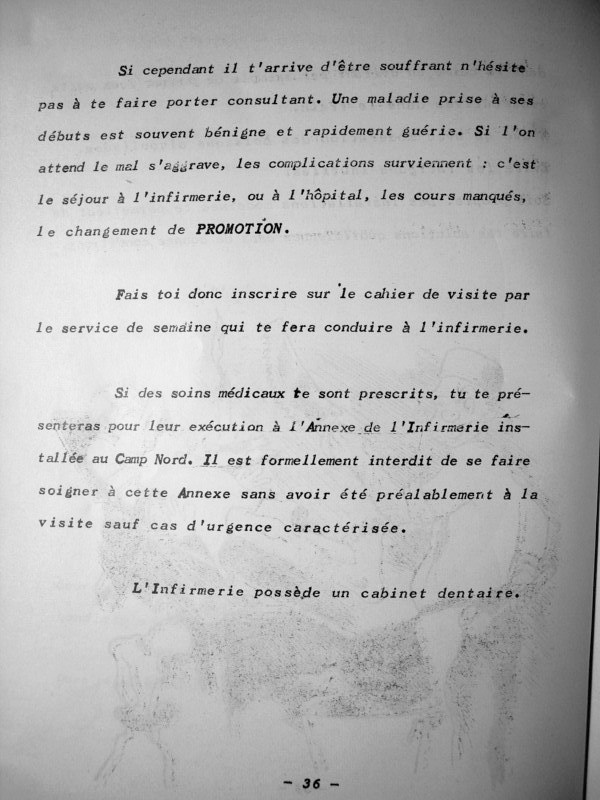 Si cependant il t'arrive d'être souffrant n'hésite
pas à te faire porter consultant. Une maladie prise à ses
débuts est souvent bénigne et rapidement guérie. Si l'on
attend le mal s'aggrave, les complications surviennent : c'est
le séjour à l'infirmerie, ou à l'hôpital, les cours manqués,
le changement de PROMOTION.
Fais toi donc inscrire sur le cahier de visite par
le service de semaine qui te fera conduire à l'infirmerie.
Si des soins médicaux te sont prescrits, tu te pré-
senteras pour leur exécution à l'Annexe de l'Infirmerie ins-
tallée au Camp Nord. Il est formellement interdit de se faire
soigner à cette Annexe sans avoir été préalablement à la
visite sauf cas d'urgence caractérisée.
L'Infirmerie possède un cabinet dentaire.
- 36 -